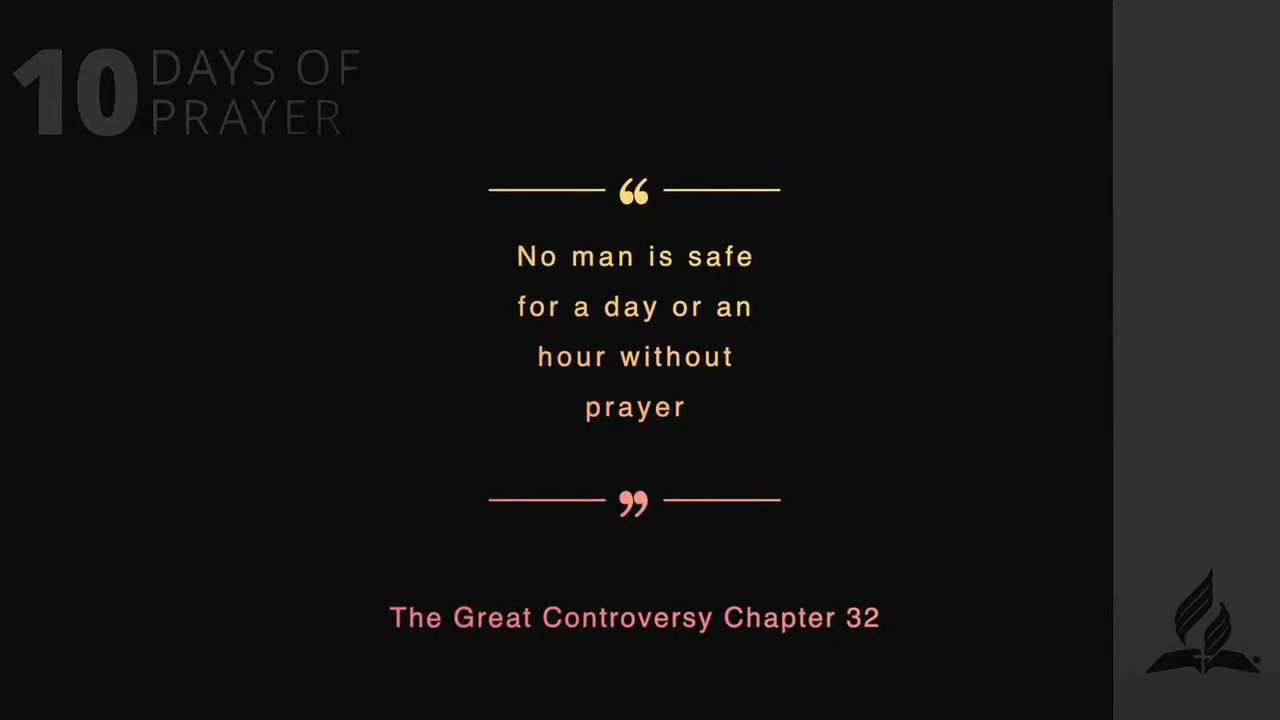 10 DAYS OF
PRAYER
“
No man is safe
for a day or an
hour without
prayer
”
The Great Controversy Chapter 32